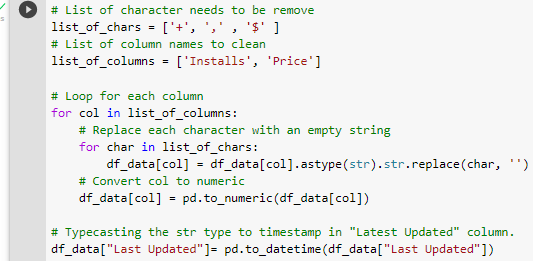 # List of character needs to be remove
list_of_chars = ['+', ',' , '$' ]
# List of column names to clean
list_of_columns = ['Installs', 'Price']
# Loop for each column
for col in list_of_columns:
# Replace each character with an empty string
for char in list_of_chars:
df_data[col] = df_data[col].astype(str).str.replace(char, '')
# Convert col to numeric
df_data[col] = pd.to_numeric(df_data[col])
# Typecasting the str type to timestamp in "Latest Updated" column.
df_data["Last Updated"]= pd.to_datetime(df_data["Last Updated"])